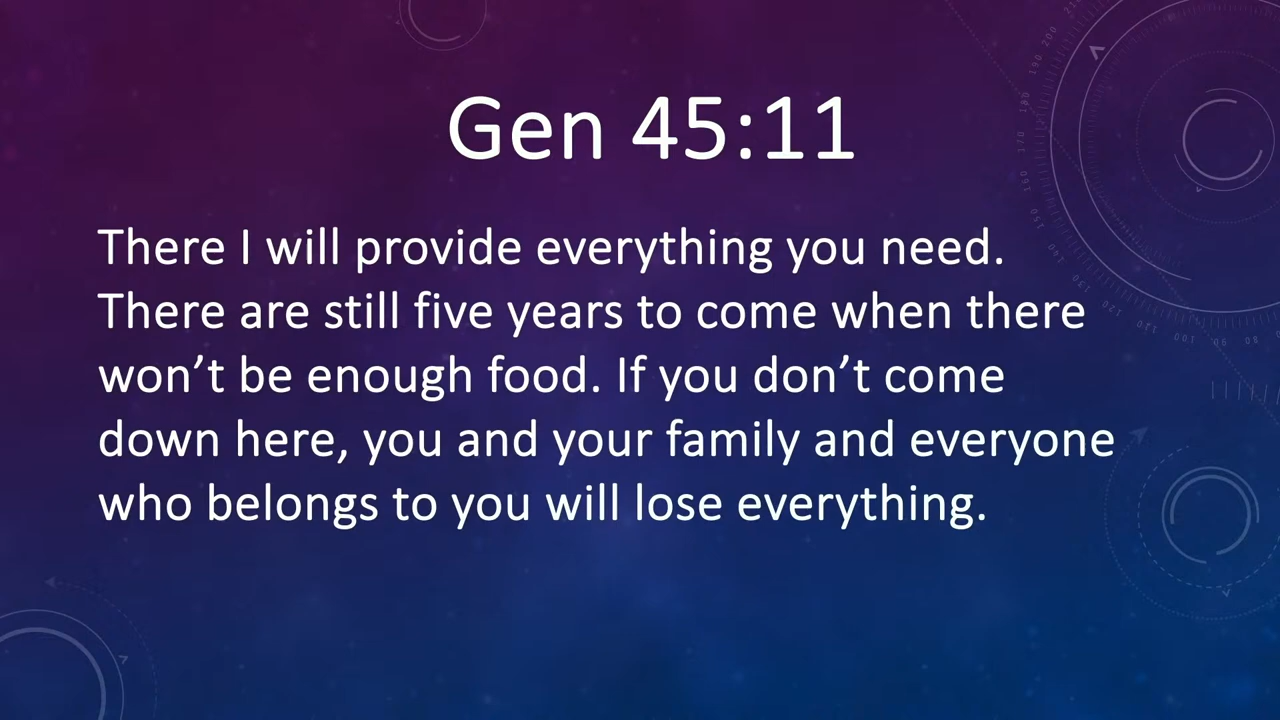 Gen 45:11
There I will provide everything you need.
There are still five years to come when there
won’t be enough food. If you don’t come
down here, you and your family and everyone
who belongs to you will lose everything.